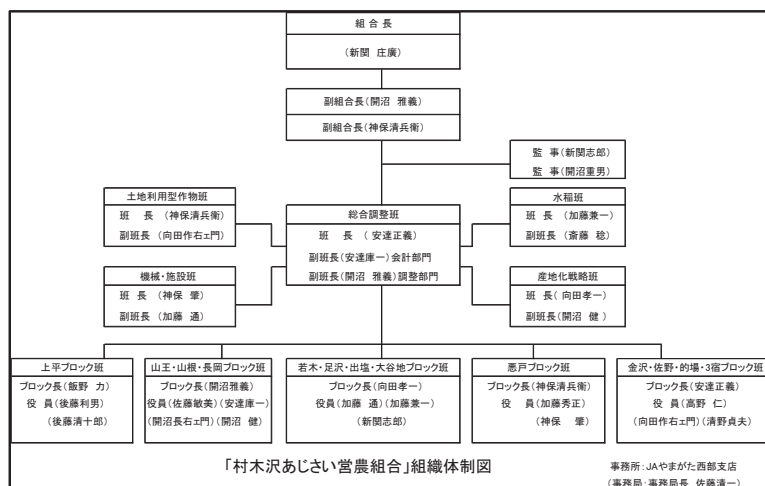 組 合 長
(新関 庄廣)
副組合長(開沼 雅義)
副組合長(神保清兵衛)
監 事(新関志郎)
監 事(開沼重男)
土地利用型作物班
班 長 (神保清兵衛)
副班長 (向田作右ェ門)
総合調整班
班 長 ( 安達正義)
副班長(安達庫一)会計部門
副班長(開沼 雅義)調整部門
水稲班
班 長 (加藤兼一)
副班長 (斎藤 稔)
機械・施設班
班 長 (神保 肇)
副班長 (加藤 通)
産地化戦略班
班 長( 向田孝一)
副班長(開沼 健 )
上平ブロック班
ブロック長(飯野 力)
役 員(後藤利男)
(後藤清十郎)
山王・山根・長岡ブロック班
ブロック長(開沼雅義)
役員(佐藤敏美)(安達庫一)
(開沼長右ェ門)(開沼 健)
若木・足沢・出塩・大谷地ブロック班
ブロック長(向田孝一)
役員(加藤 通)(加藤兼一)
(新関志郎)
悪戸ブロック班
ブロック長(神保清兵衛)
役 員(加藤秀正)
(神保 肇)
金沢・佐野・的場・3宿ブロック班
ブロック長(安達正義)
役 員(高野 仁)
(向田作右ェ門)(清野貞夫)
「村木沢あじさい営農組合」組織体制図
事務所:JAやまがた西部支店
(事務局:事務局長 佐藤清一)